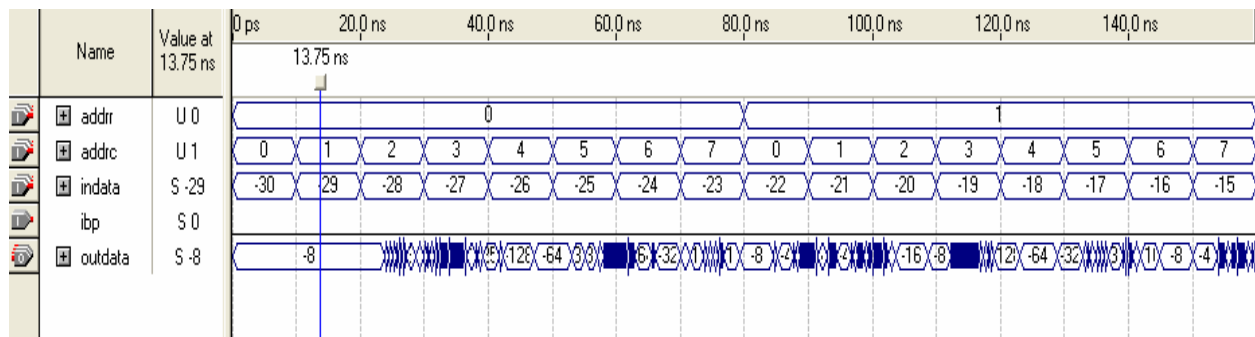 0 ps 20.0 ns 40.0 ns 60.0 ns 80.0 ns 100.0 ns 120.0 ns 140.0 ns
Name Value at 13.75 ns
13.75 ns
addrr U 0 0 1
addrc U 1 0 1 2 3 4 5 6 7 0 1 2 3 4 5 6 7
indata S -29 -30 -29 -28 -27 -26 -25 -24 -23 -22 -21 -20 -19 -18 -17 -16 -15
ibp S 0
outdata S -8 -8 -64 -32 -8 -16 -8 -64 -8 -4